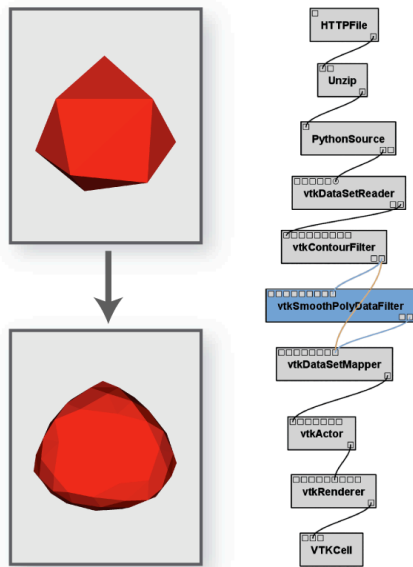 HTTPFile
Unzip
PythonSource
vtkDataSetReader
vtkContourFilter
vtkSmoothPolyDataFilter
vtkDataSetMapper
vtkActor
vtkRenderer
VTKCell